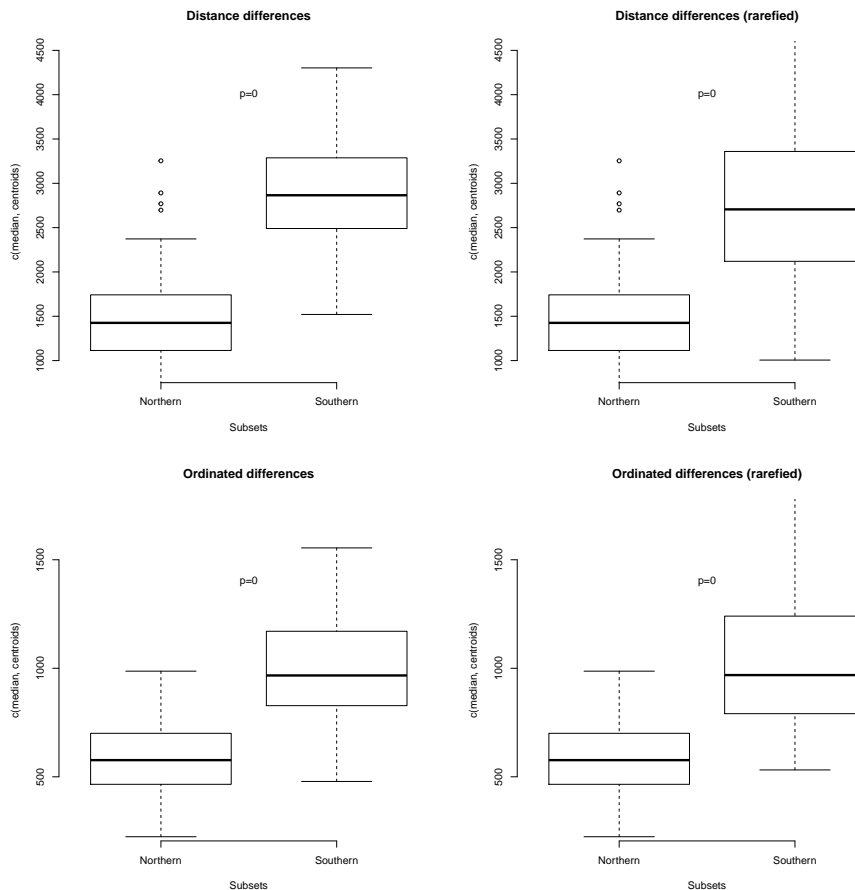 Distance differences
c(median, centroids)
4500
4000
3500
3000
2500
2000
1500
1000
p=0
Northern
Southern
Subsets
Distance differences (rarefied)
c(median, centroids)
4500
4000
3500
3000
2500
2000
1500
1000
p=0
Northern
Southern
Subsets
Ordinated differences
c(median, centroids)
1500
1000
500
p=0
Northern
Southern
Subsets
Ordinated differences (rarefied)
c(median, centroids)
1500
1000
500
p=0
Northern
Southern
Subsets